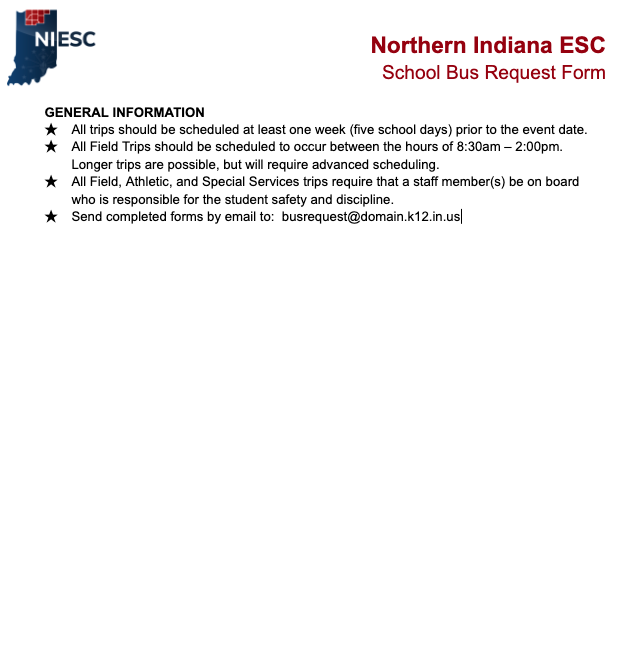 NIESC
Northern Indiana ESC
School Bus Request Form
GENERAL INFORMATION
★ All trips should be scheduled at least one week (five school days) prior to the event date.
★ All Field Trips should be scheduled to occur between the hours of 8:30am – 2:00pm.
Longer trips are possible, but will require advanced scheduling.
★ All Field, Athletic, and Special Services trips require that a staff member(s) be on board
who is responsible for the student safety and discipline.
★ Send completed forms by email to: busrequest@domain.k12.in.us